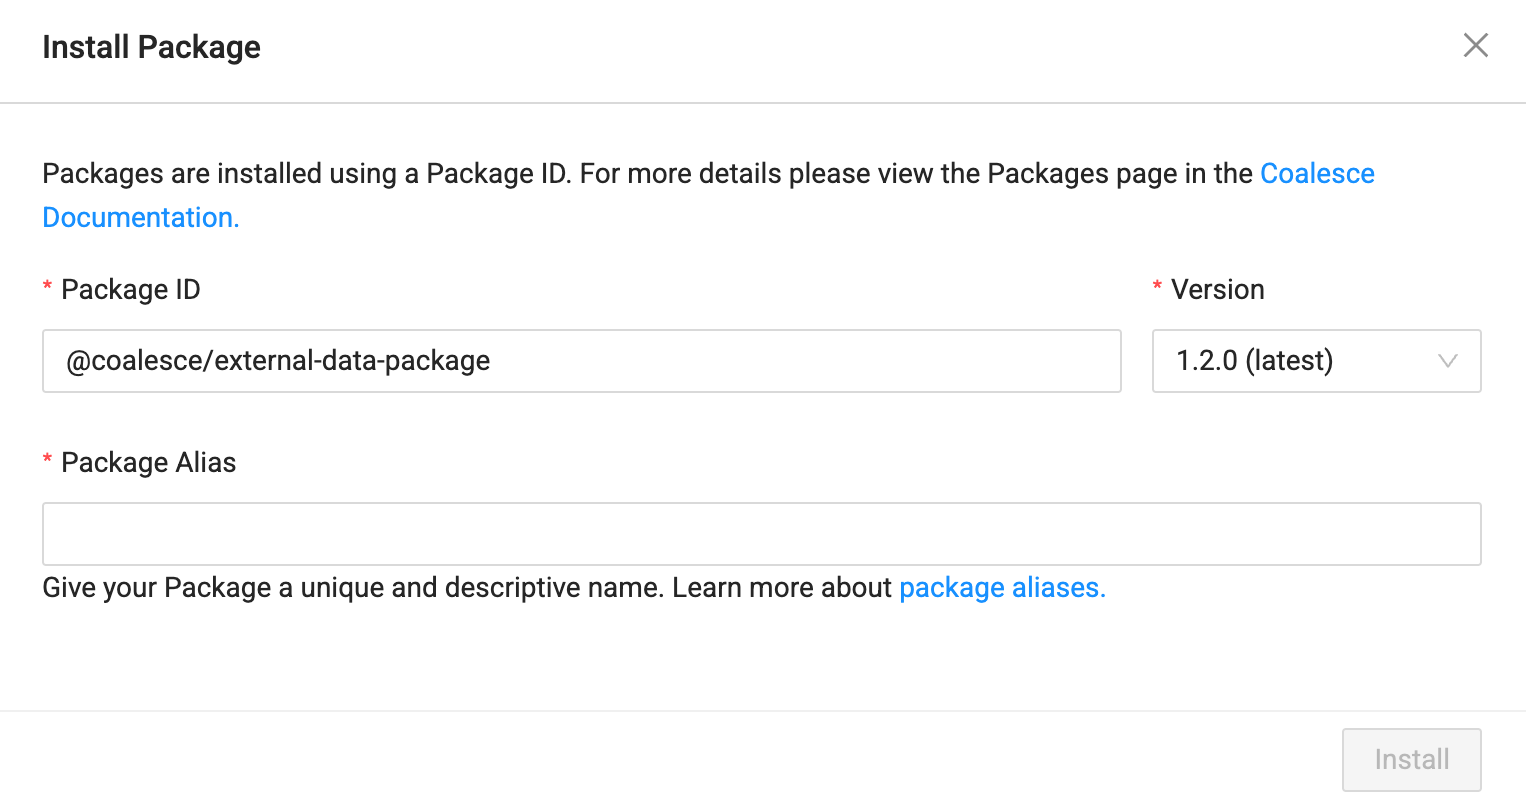 Install Package
Packages are installed using a Package ID. For more details please view the Packages page in the Coalesce
Documentation.
* Package ID
* Version
@coalesce/external-data-package
1.2.0 (latest)
* Package Alias
Give your Package a unique and descriptive name. Learn more about package aliases.
Install